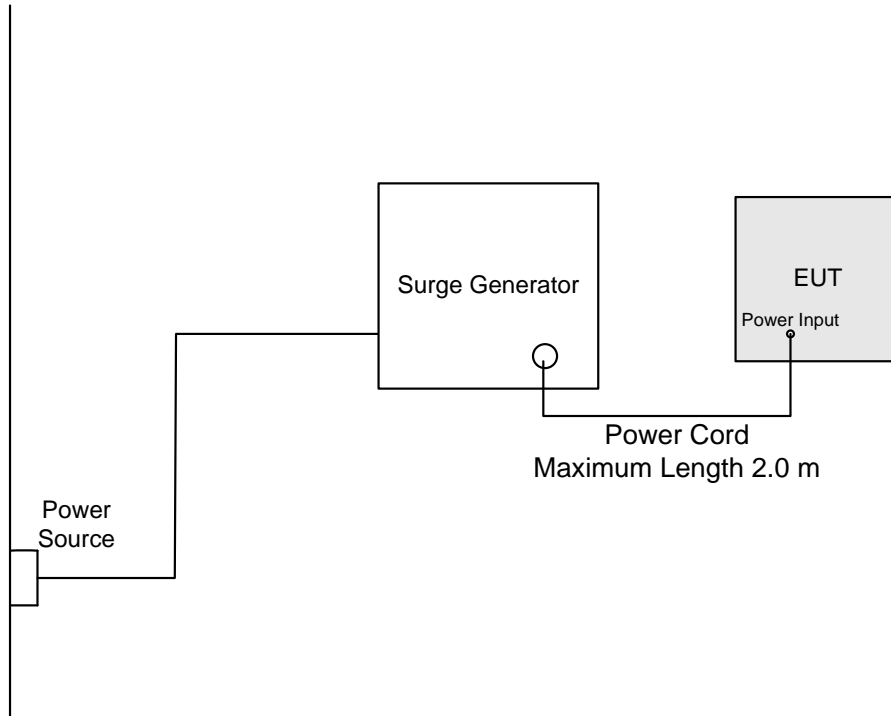 Surge Generator
EUT
Power Input
Power Cord
Maximum Length 2.0 m
Power
Source